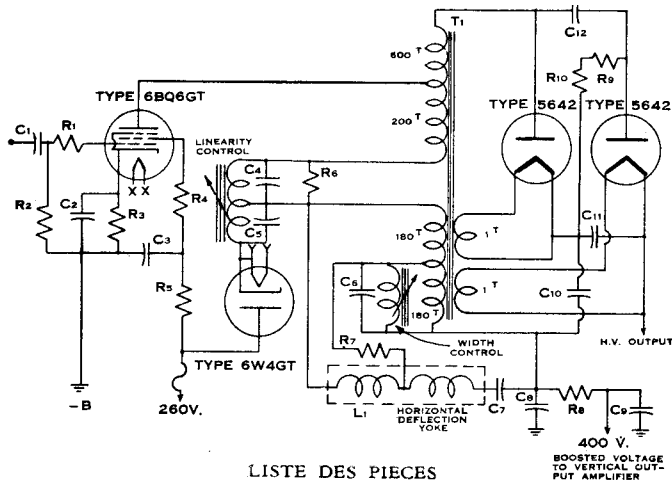 T1
C12
600 T
R10
R9
TYPE 6BQ6GT
TYPE 5642
TYPE 5642
C1
R1
200 T
LINEARITY
CONTROL
C4
R6
X X
R2
C2
R3
R4
C3
C5
180 T
1 T
C11
R5
C6
180 T
1 T
C10
WIDTH
CONTROL
H.V. OUTPUT
TYPE 6W4GT
R7
-B
260V.
L1
HORIZONTAL
DEFLECTION
YOKE
C7
C8
R8
C9
400 V.
BOOSTED VOLTAGE
TO VERTICAL OUT-
PUT AMPLIFIER
LISTE DES PIECES